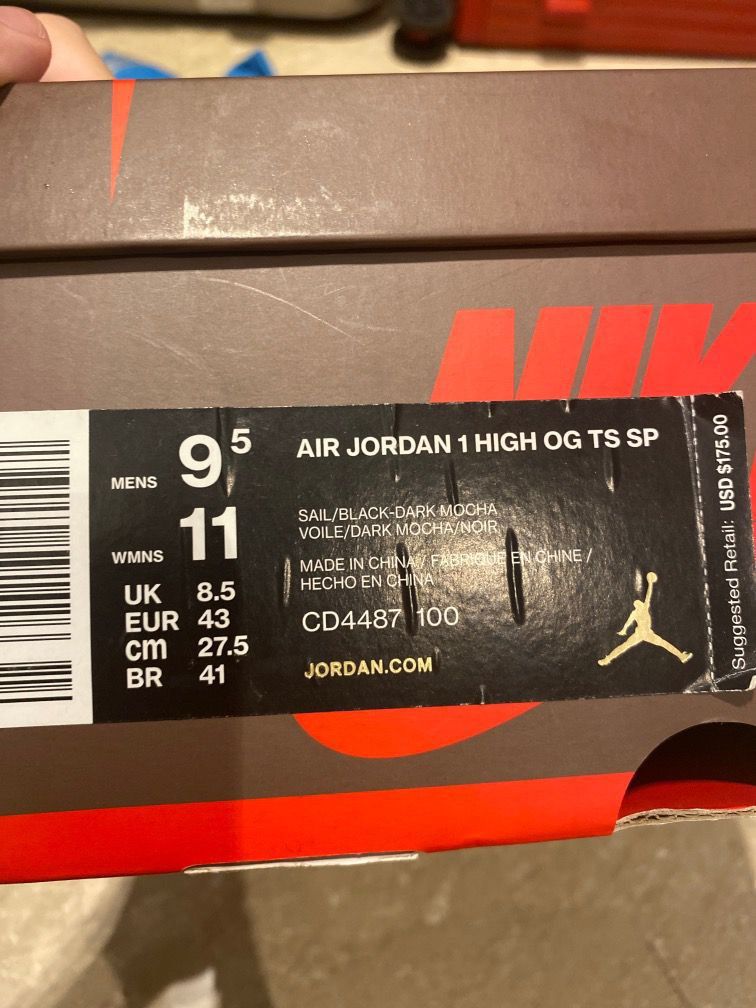 NIK
MENS 9 5
WMNS 11
UK 8.5
EUR 43
cm 27.5
BR 41
AIR JORDAN 1 HIGH OG TS SP
SAIL/BLACK-DARK MOCHA
VOILE/DARK MOCHA/NOIR
MADE IN CHINA / FABRIQUE EN CHINE /
HECHO EN CHINA
CD4487 100
JORDAN.COM
Suggested Retail: USD $175.00